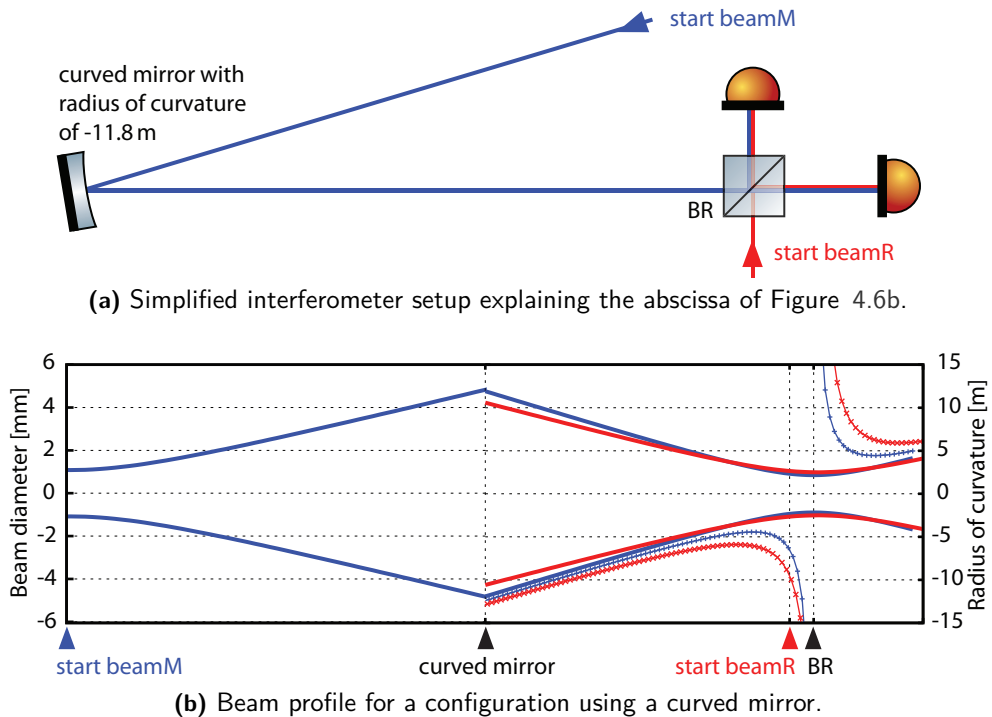 start beamM
curved mirror with
radius of curvature
of -11.8 m
BR
start beamR
(a) Simplified interferometer setup explaining the abscissa of Figure 4.6b.
6
4
2
0
-2
-4
-6
Beam diameter [mm]
15
10
5
0
-5
-10
-15
Radius of curvature [m]
start beamM
curved mirror
start beamR
BR
(b) Beam profile for a configuration using a curved mirror.